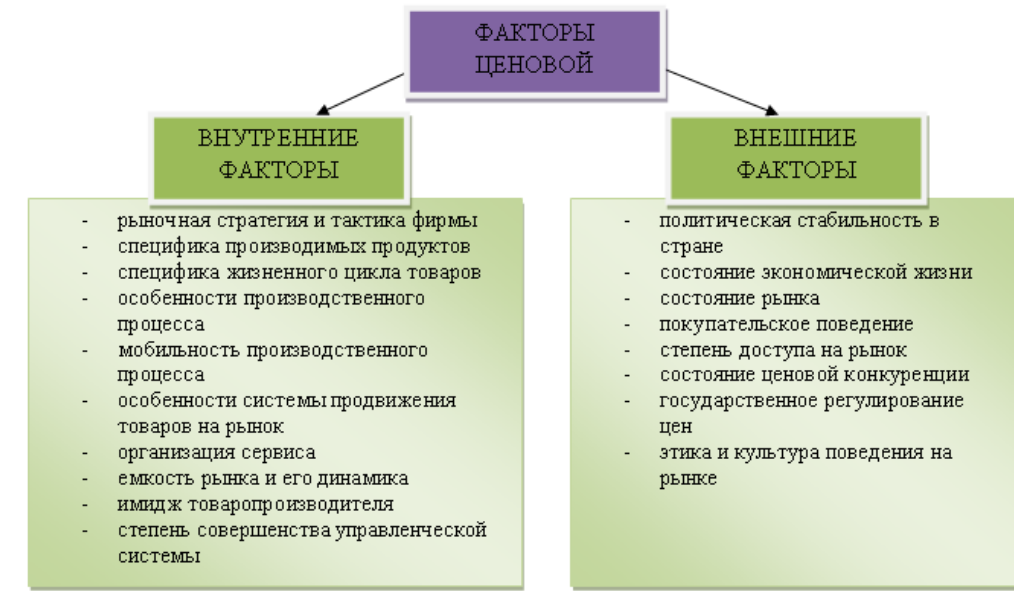 ФАКТОРЫ
ЦЕНОВОЙ
ВНУТРЕННИЕ
ФАКТОРЫ
- рыночная стратегия и тактика фирмы
- специфика производимых продуктов
- специфика жизненного цикла товаров
- особенности производственного
процесса
- мобильность производственного
процесса
- особенности системы продвижения
товаров на рынок
- организация сервиса
- емкость рынка и его динамика
- имидж товаропроизводителя
- степень совершенства управленческой
системы
ВНЕШНИЕ
ФАКТОРЫ
- политическая стабильность в
стране
- состояние экономической жизни
- состояние рынка
- покупательское поведение
- степень доступа на рынок
- состояние ценовой конкуренции
- государственное регулирование
цен
- этика и культура поведения на
рынке